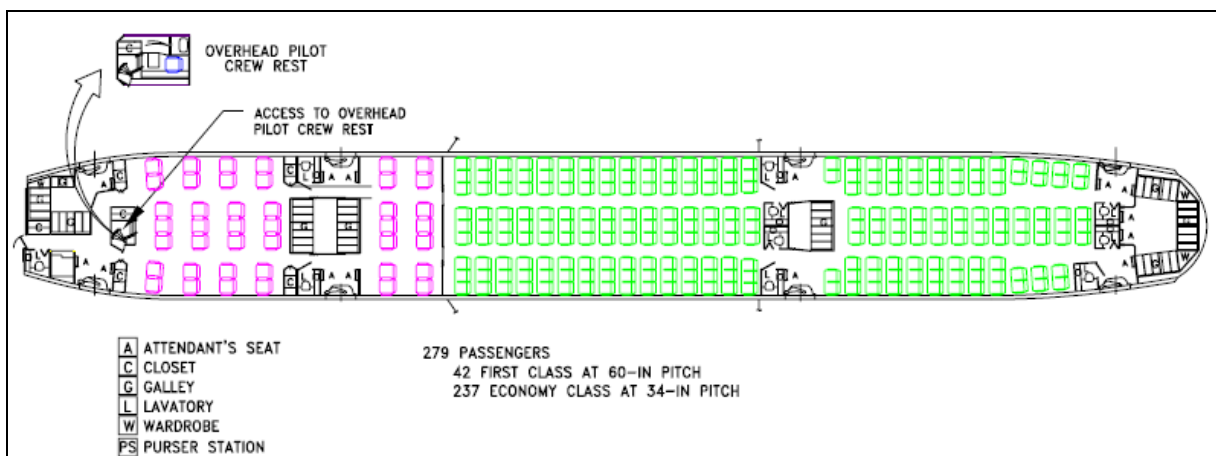 OVERHEAD PILOT
CREW REST
ACCESS TO OVERHEAD
PILOT CREW REST
A ATTENDANT'S SEAT
C CLOSET
G GALLEY
L LAVATORY
W WARDROBE
PS PURSER STATION
279 PASSENGERS
42 FIRST CLASS AT 60-IN PITCH
237 ECONOMY CLASS AT 34-IN PITCH